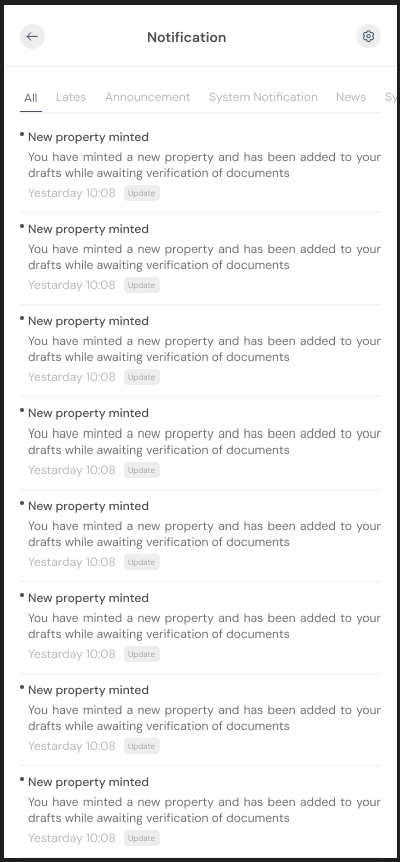 Notification
All Lates Announcement System Notification News Sy
New property minted
You have minted a new property and has been added to your
drafts while awaiting verification of documents
Yestarday 10:08 Update
New property minted
You have minted a new property and has been added to your
drafts while awaiting verification of documents
Yestarday 10:08 Update
New property minted
You have minted a new property and has been added to your
drafts while awaiting verification of documents
Yestarday 10:08 Update
New property minted
You have minted a new property and has been added to your
drafts while awaiting verification of documents
Yestarday 10:08 Update
New property minted
You have minted a new property and has been added to your
drafts while awaiting verification of documents
Yestarday 10:08 Update
New property minted
You have minted a new property and has been added to your
drafts while awaiting verification of documents
Yestarday 10:08 Update
New property minted
You have minted a new property and has been added to your
drafts while awaiting verification of documents
Yestarday 10:08 Update
New property minted
You have minted a new property and has been added to your
drafts while awaiting verification of documents
Yestarday 10:08 Update